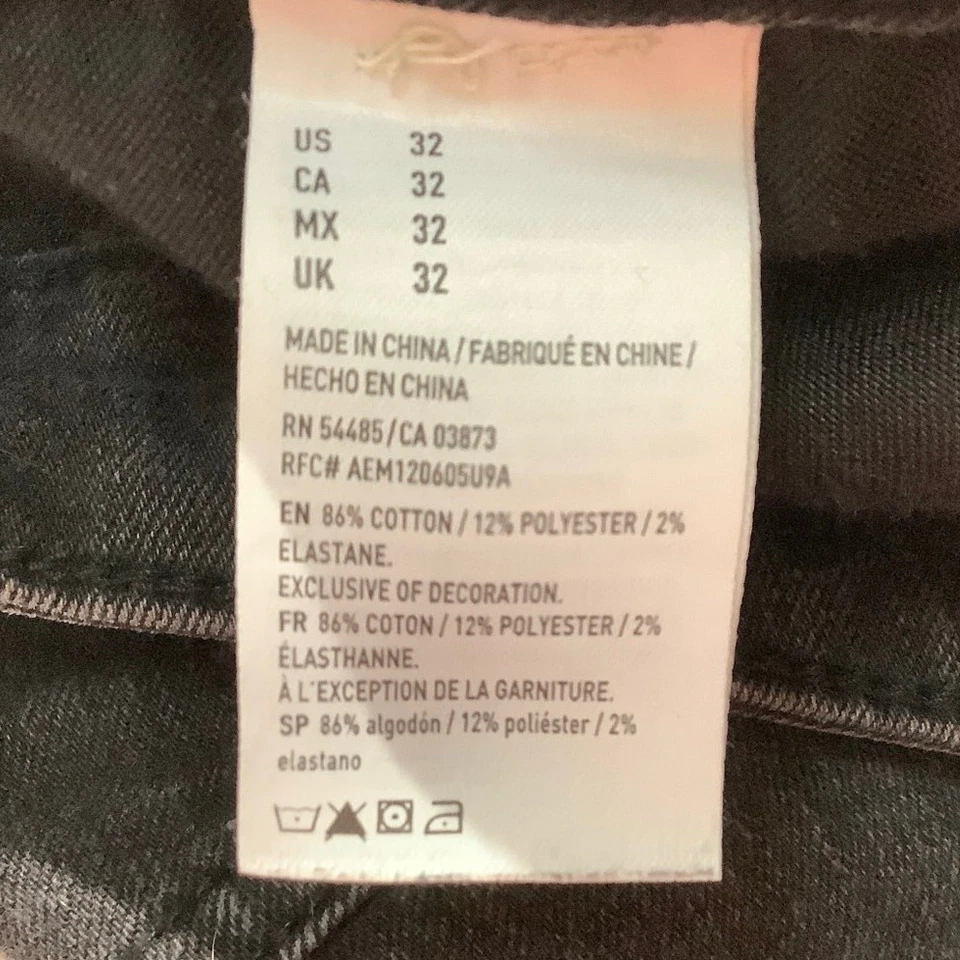 US 32
CA 32
MX 32
UK 32
MADE IN CHINA / FABRIQUÉ EN CHINE /
HECHO EN CHINA
RN 54485/CA 03873
RFC# AEM120605U9A
EN 86% COTTON / 12% POLYESTER / 2%
ELASTANE.
EXCLUSIVE OF DECORATION.
FR 86% COTON / 12% POLYESTER / 2%
ÉLASTHANNE.
À L'EXCEPTION DE LA GARNITURE.
SP 86% algodón / 12% poliéster / 2%
elastano